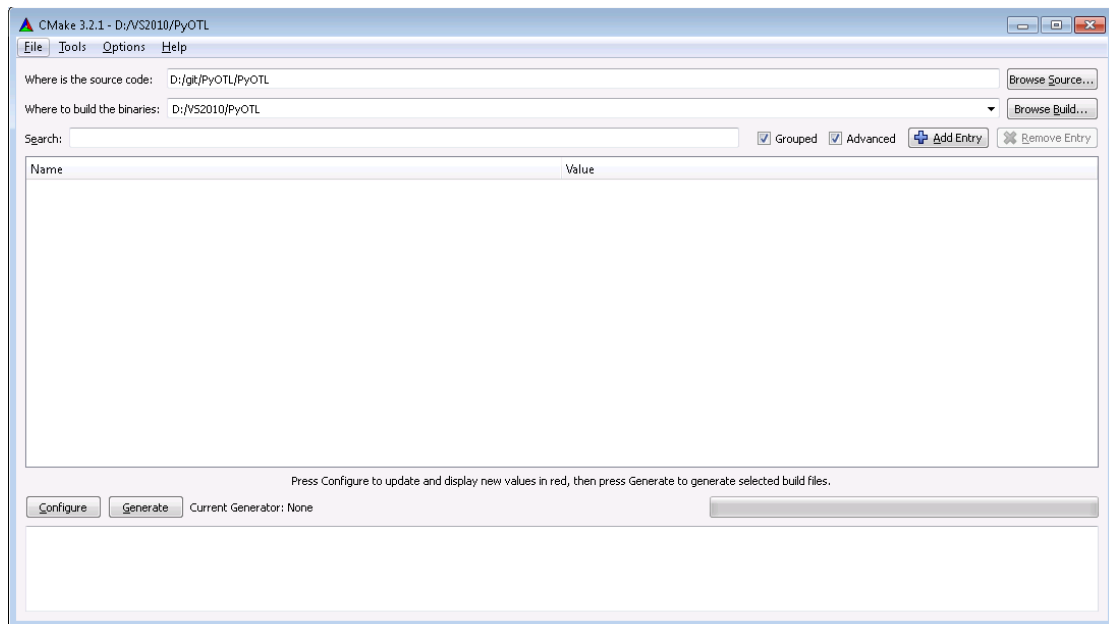 CMake 3.2.1 - D:/VS2010/PyOTL
File Tools Options Help
Where is the source code: D:/git/PyOTL/PyOTL Browse Source...
Where to build the binaries: D:/VS2010/PyOTL Browse Build...
Search: Grouped Advanced Add Entry Remove Entry
Name Value
Press Configure to update and display new values in red, then press Generate to generate selected build files.
Configure Generate Current Generator: None